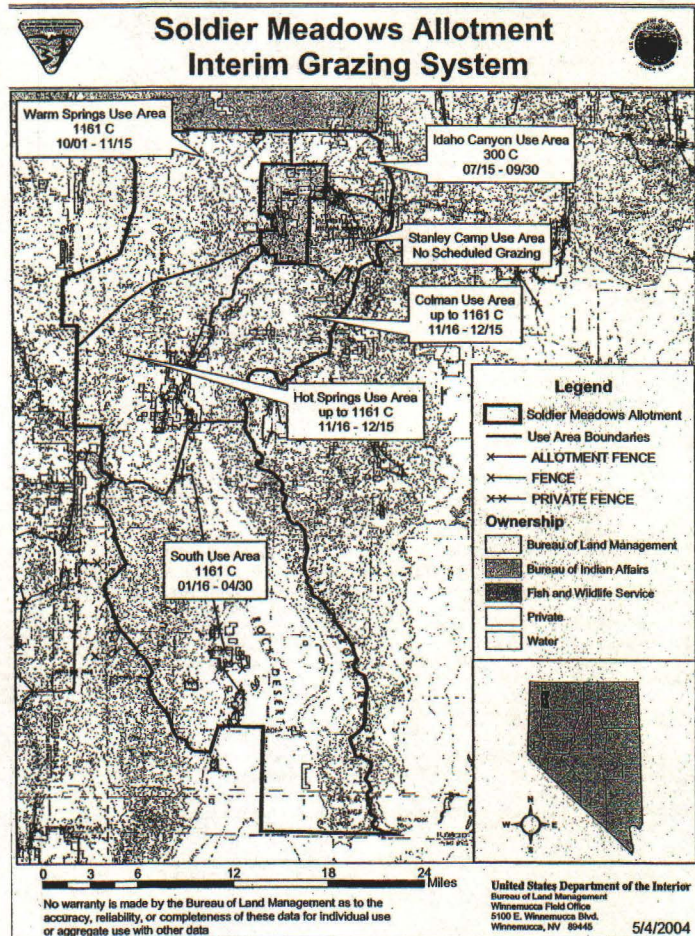 Soldier Meadows Allotment
Interim Grazing System
Warm Springs Use Area
1161 C
10/01 - 11/15
Idaho Canyon Use Area
300 C
07/15 - 09/30
Stanley Camp Use Area
No Scheduled Grazing
Colman Use Area
up to 1161 C
11/16 - 12/15
Hot Springs Use Area
up to 1161 C
11/16 - 12/15
South Use Area
1161 C
01/16 - 04/30
ROCK DESERT
Legend
Soldier Meadows Allotment
Use Area Boundaries
ALLOTMENT FENCE
FENCE
PRIVATE FENCE
Ownership
Bureau of Land Management
Bureau of Indian Affairs
Fish and Wildlife Service
Private
Water
N
W E
S
0 3 6 12 18 24
Miles
No warranty is made by the Bureau of Land Management as to the
accuracy, reliability, or completeness of these data for individual use
or aggregate use with other data
United States Department of the Interior
Bureau of Land Management
Winnemucca Field Office
5100 E. Winnemucca Blvd.
Winnemucca, NV 89445
5/4/2004